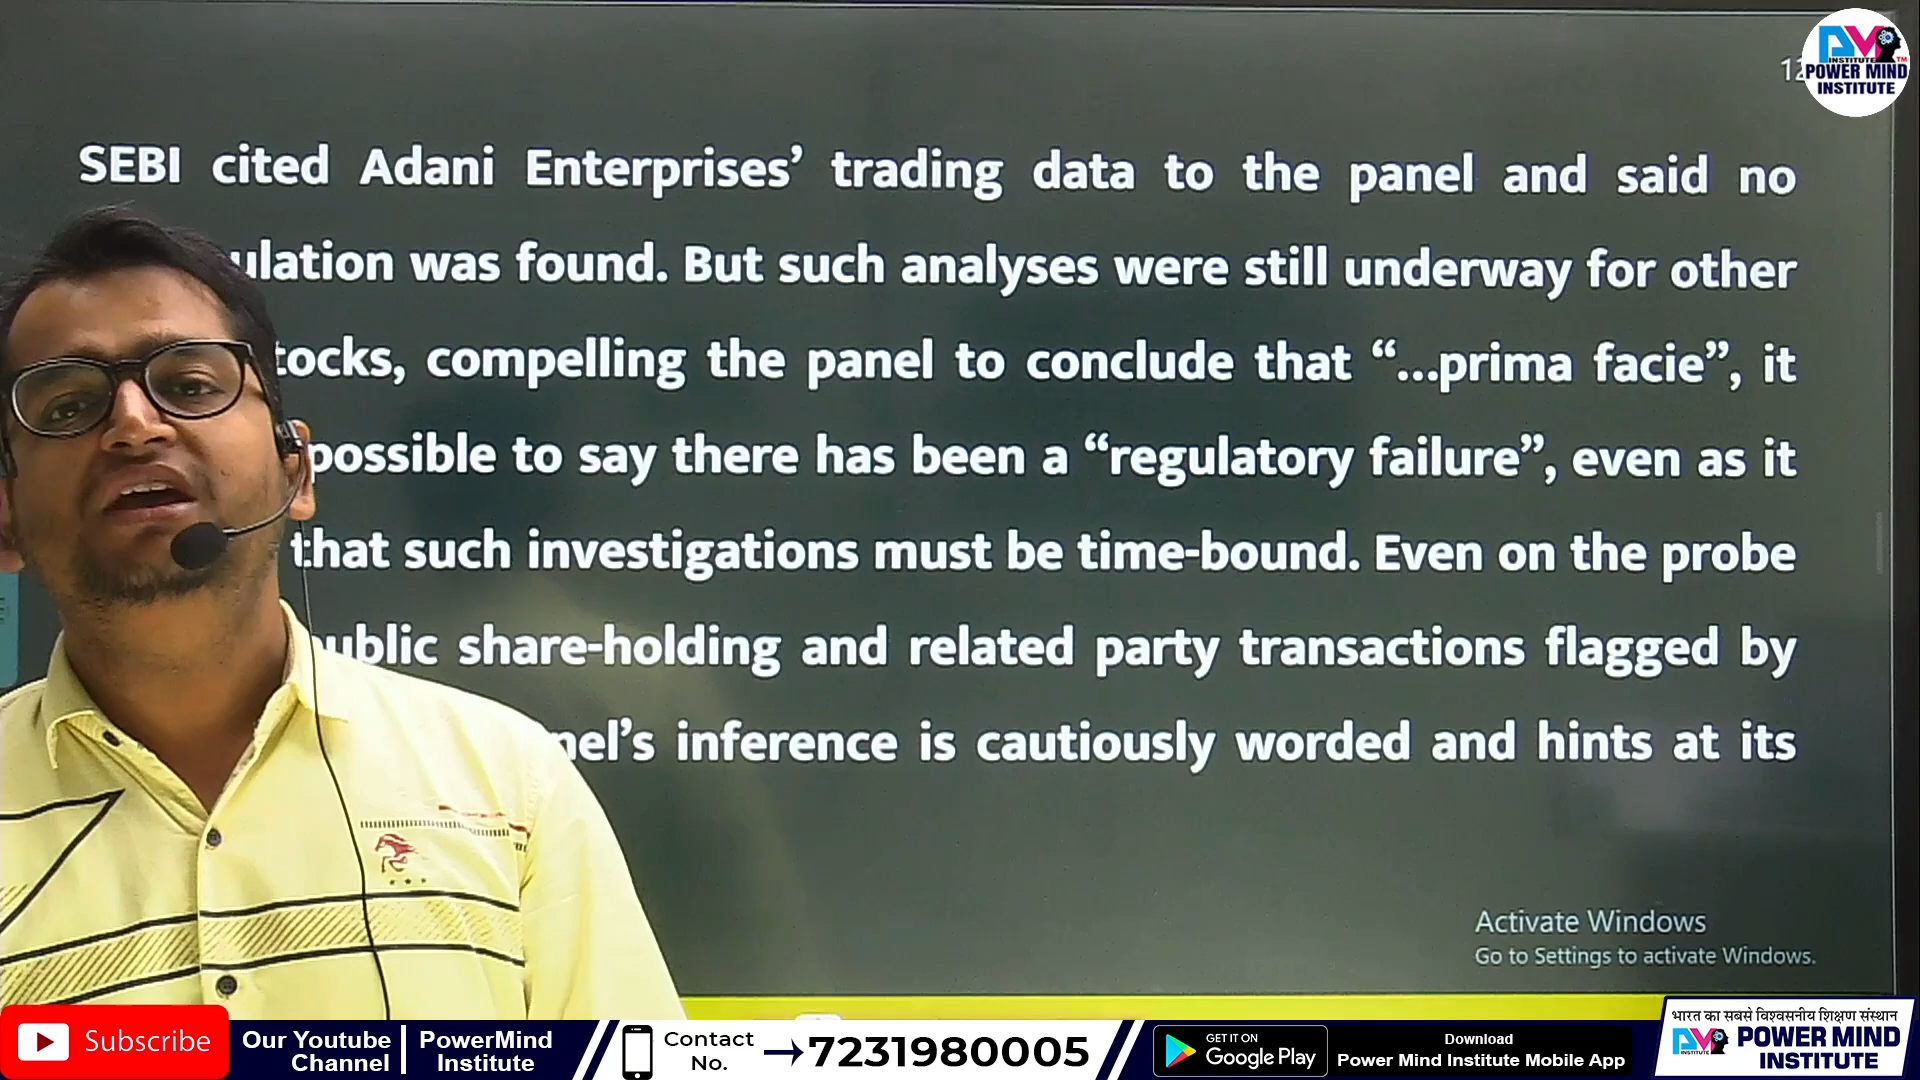 12
POWER MIND
INSTITUTE
SEBI cited Adani Enterprises’ trading data to the panel and said no
ulation was found. But such analyses were still underway for other
tocks, compelling the panel to conclude that “...prima facie”, it
possible to say there has been a “regulatory failure”, even as it
that such investigations must be time-bound. Even on the probe
public share-holding and related party transactions flagged by
nel’s inference is cautiously worded and hints at its
Activate Windows
Go to Settings to activate Windows.
Subscribe
Our Youtube
Channel
PowerMind
Institute
Contact
No.
7231980005
GET IT ON
Google Play
Download
Power Mind Institute Mobile App
भारत का सबसे विश्वसनीय शिक्षण संस्थान
POWER MIND
INSTITUTE